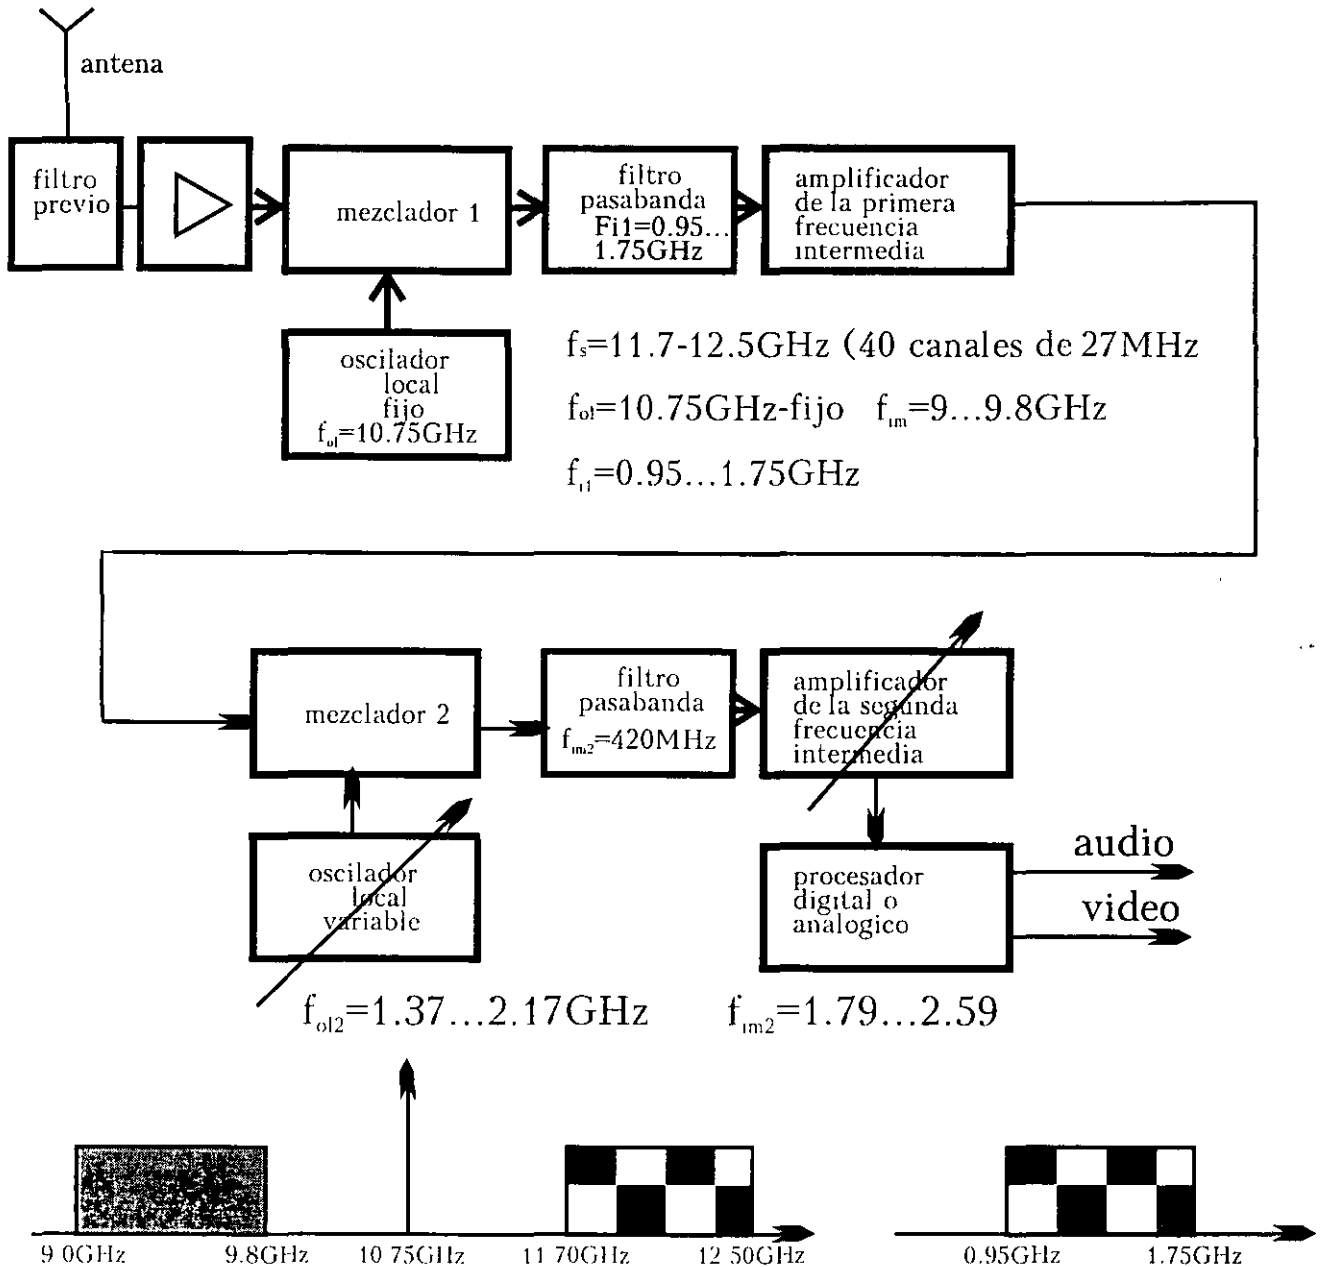 antena
filtro
previo
mezclador 1
filtro
pasabanda
Fi1=0.95...
1.75GHz
amplificador
de la primera
frecuencia
intermedia
oscilador
local
fijo
fol=10.75GHz
fs=11.7-12.5GHz (40 canales de 27MHz
fol=10.75GHz-fijo fim=9...9.8GHz
fi1=0.95...1.75GHz
mezclador 2
filtro
pasabanda
fim2=420MHz
amplificador
de la segunda
frecuencia
intermedia
oscilador
local
variable
procesador
digital o
analogico
audio
video
fol2=1.37...2.17GHz fim2=1.79...2.59
9 0GHz 9.8GHz 10 75GHz 11 70GHz 12 50GHz 0.95GHz 1.75GHz